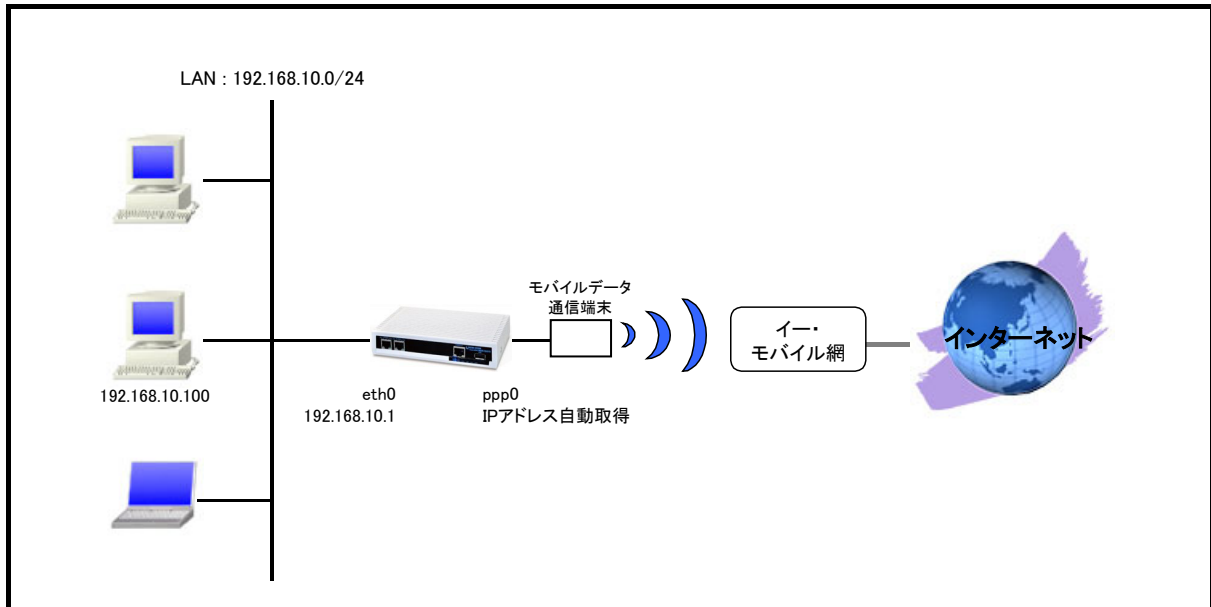 LAN : 192.168.10.0/24
モバイルデータ
通信端末
イー・
モバイル網
インターネット
192.168.10.100
eth0
192.168.10.1
ppp0
IPアドレス自動取得